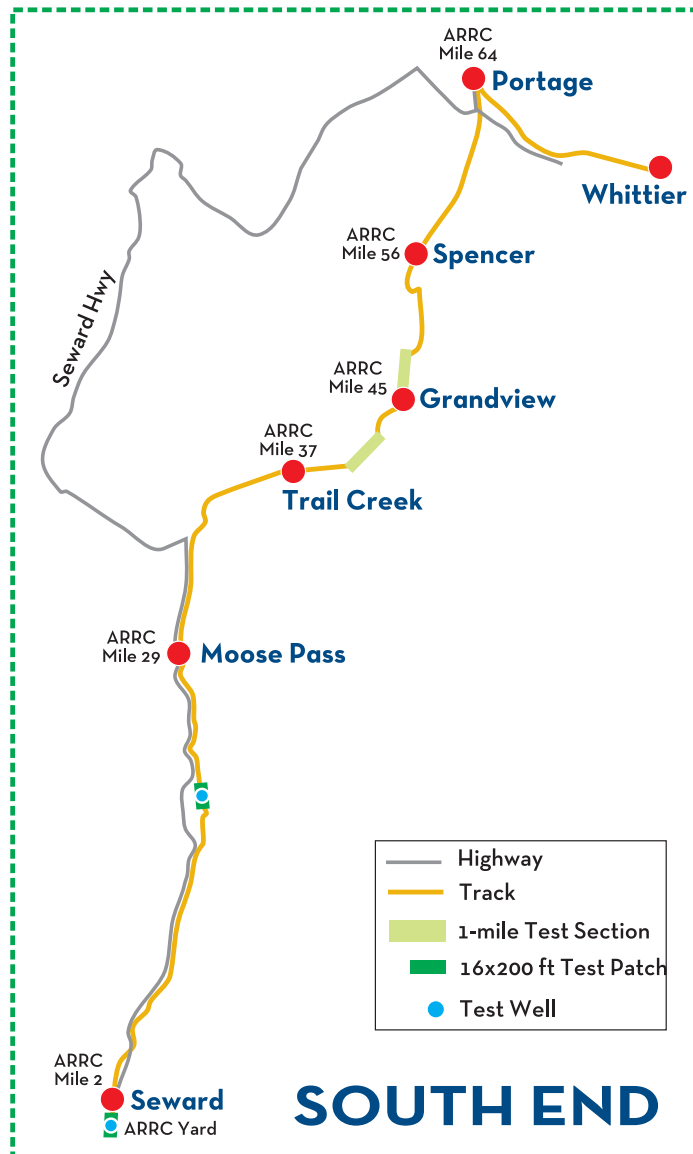 ARRC
Mile 64
Portage
Whittier
ARRC
Mile 56
Spencer
Seward Hwy
ARRC
Mile 45
Grandview
ARRC
Mile 37
Trail Creek
ARRC
Mile 29
Moose Pass
Highway
Track
1-mile Test Section
16x200 ft Test Patch
Test Well
ARRC
Mile 2
Seward
ARRC Yard
SOUTH END